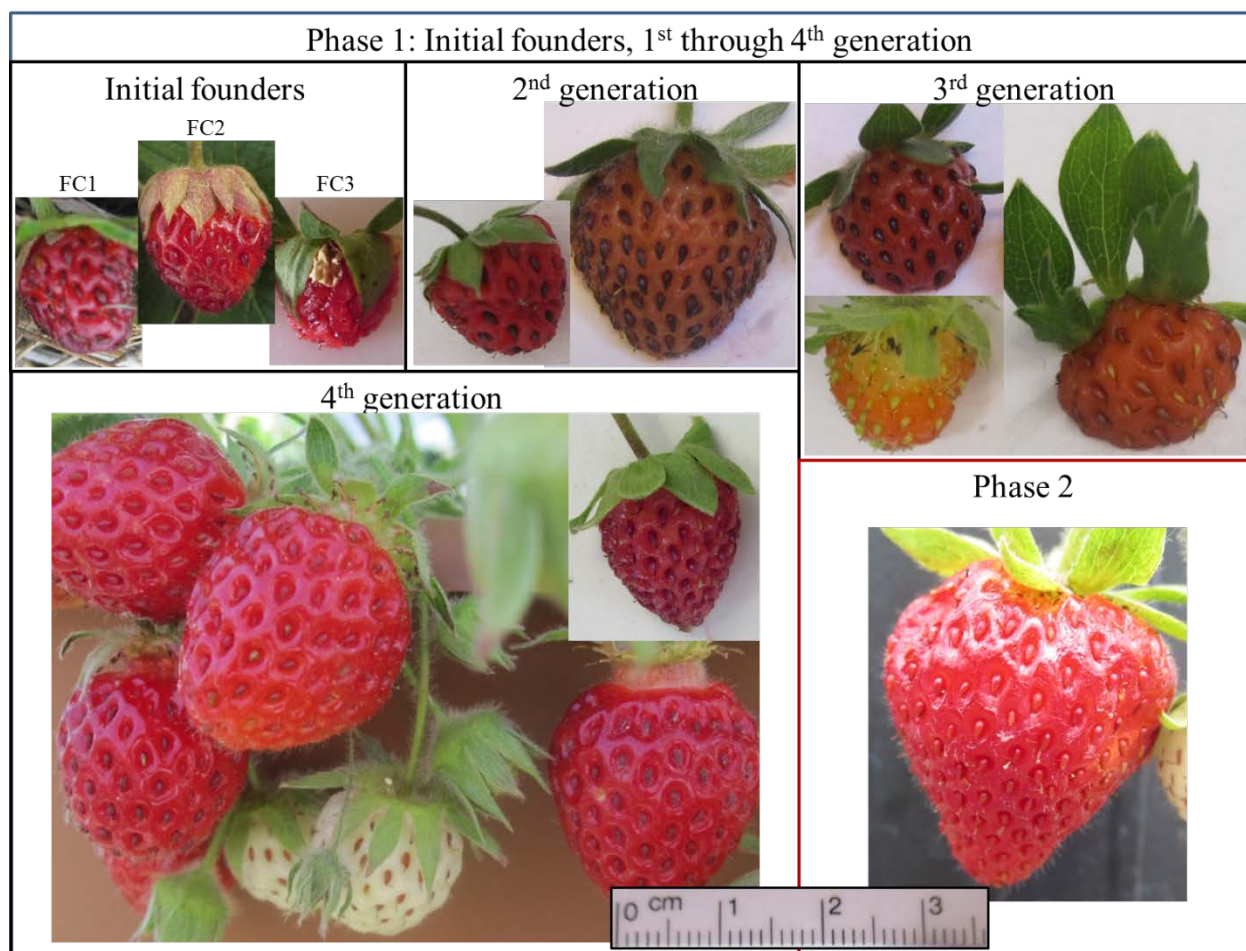 Phase 1: Initial founders, 1st through 4th generation
Initial founders
FC1
FC2
FC3
2nd generation
3rd generation
4th generation
Phase 2
0 cm 1 2 3